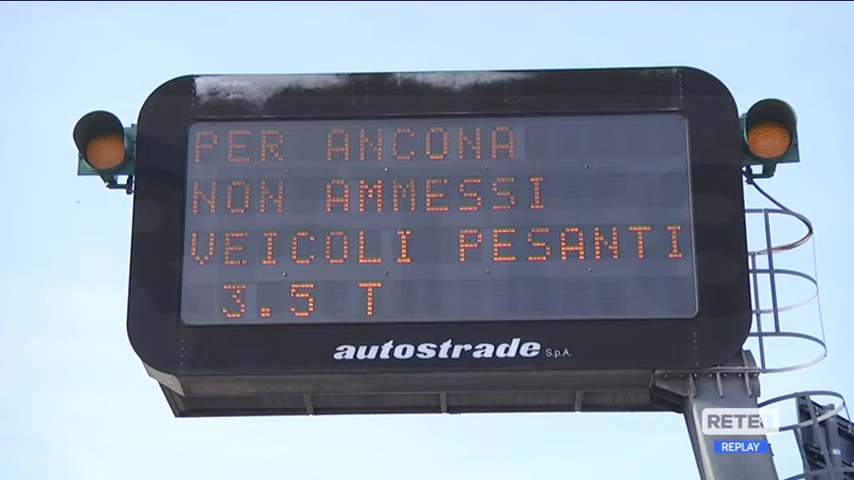 PER ANCONA
NON AMMESSI
VEICOLI PESANTI
3.5 T
autostrade S.p.A.
RETE8
REPLAY